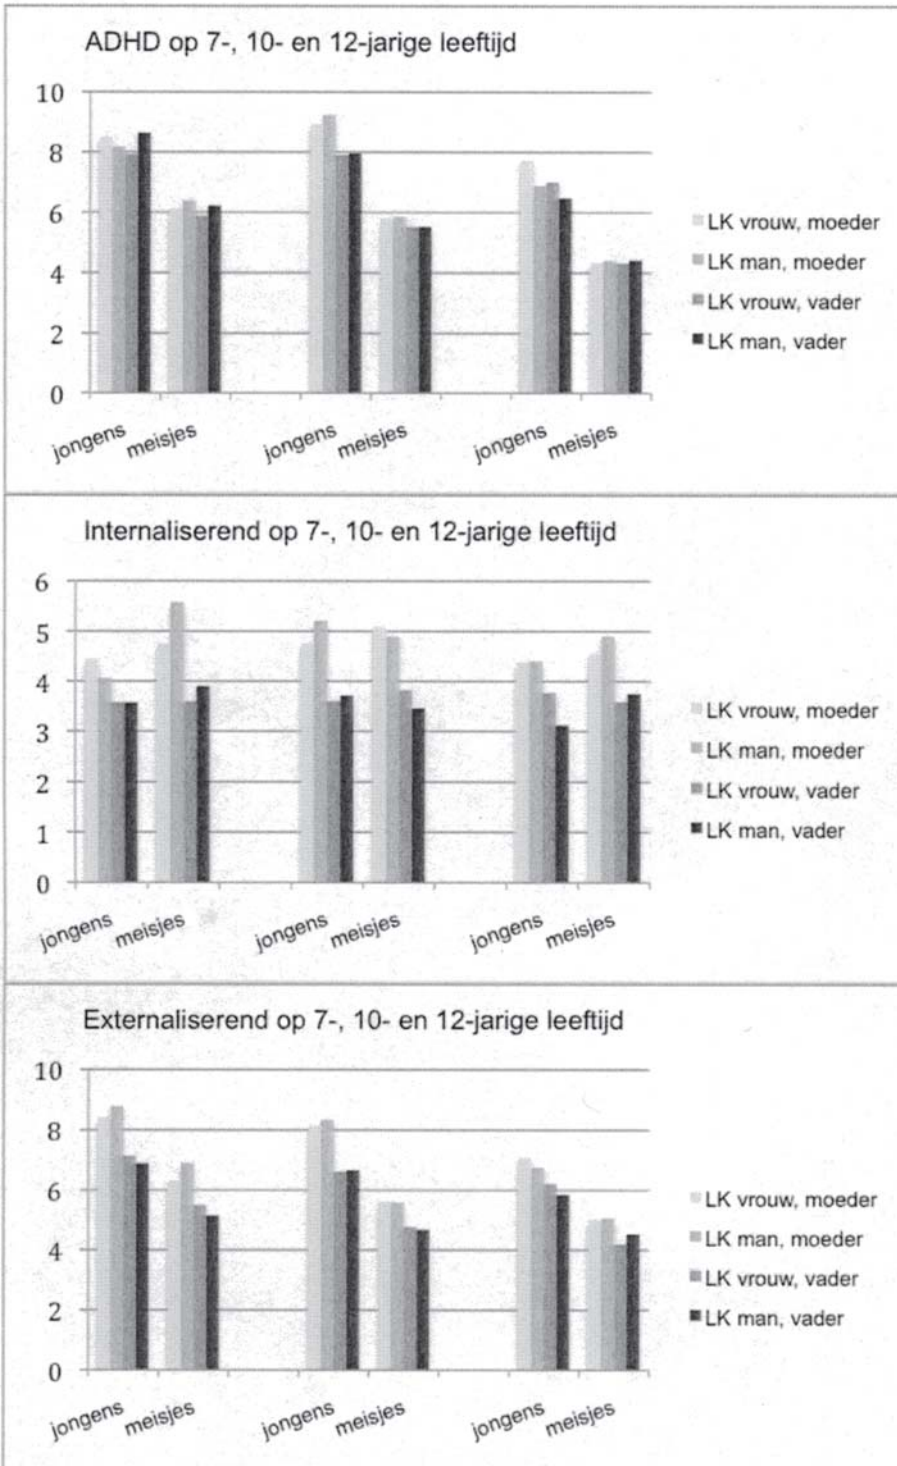 ADHD op 7-, 10- en 12-jarige leeftijd
10
8
6
4
2
0
jongens meisjes jongens meisjes jongens meisjes
LK vrouw, moeder
LK man, moeder
LK vrouw, vader
LK man, vader
Internaliserend op 7-, 10- en 12-jarige leeftijd
6
5
4
3
2
1
0
jongens meisjes jongens meisjes jongens meisjes
LK vrouw, moeder
LK man, moeder
LK vrouw, vader
LK man, vader
Externaliserend op 7-, 10- en 12-jarige leeftijd
10
8
6
4
2
0
jongens meisjes jongens meisjes jongens meisjes
LK vrouw, moeder
LK man, moeder
LK vrouw, vader
LK man, vader